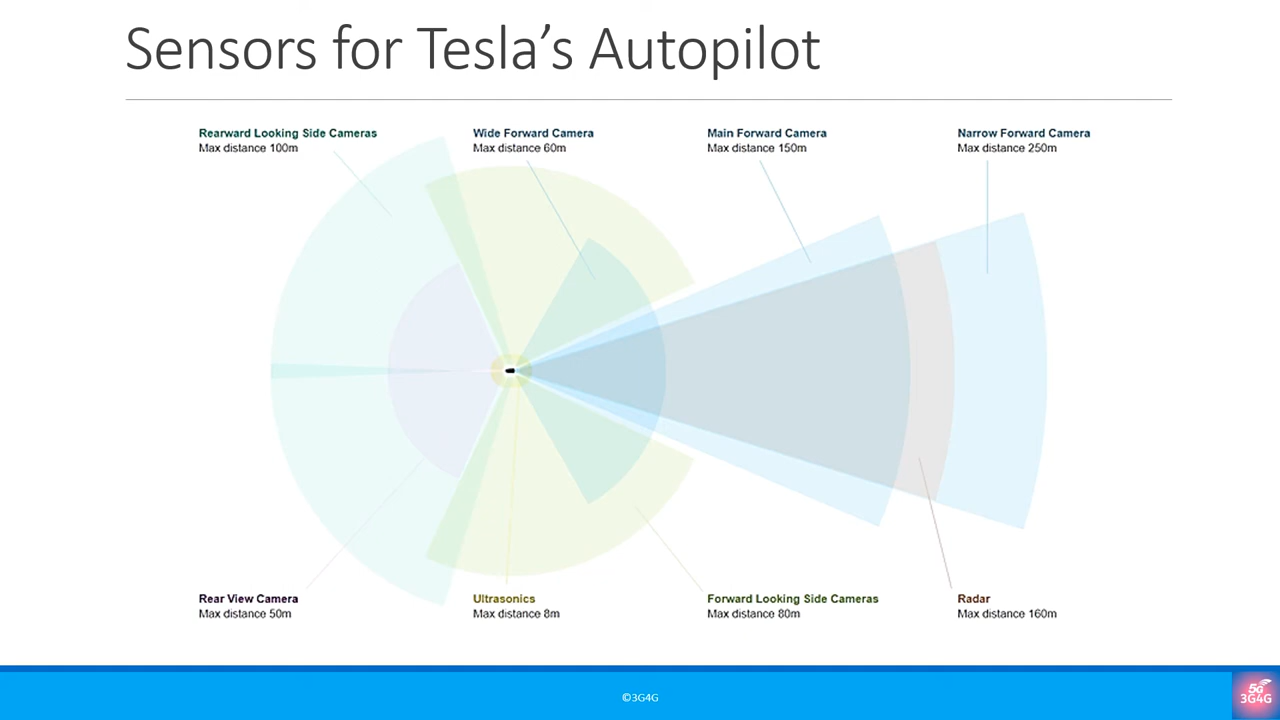 Sensors for Tesla’s Autopilot
Rearward Looking Side Cameras
Max distance 100m
Wide Forward Camera
Max distance 60m
Main Forward Camera
Max distance 150m
Narrow Forward Camera
Max distance 250m
Rear View Camera
Max distance 50m
Ultrasonics
Max distance 8m
Forward Looking Side Cameras
Max distance 80m
Radar
Max distance 160m
©3G4G
5G
3G4G